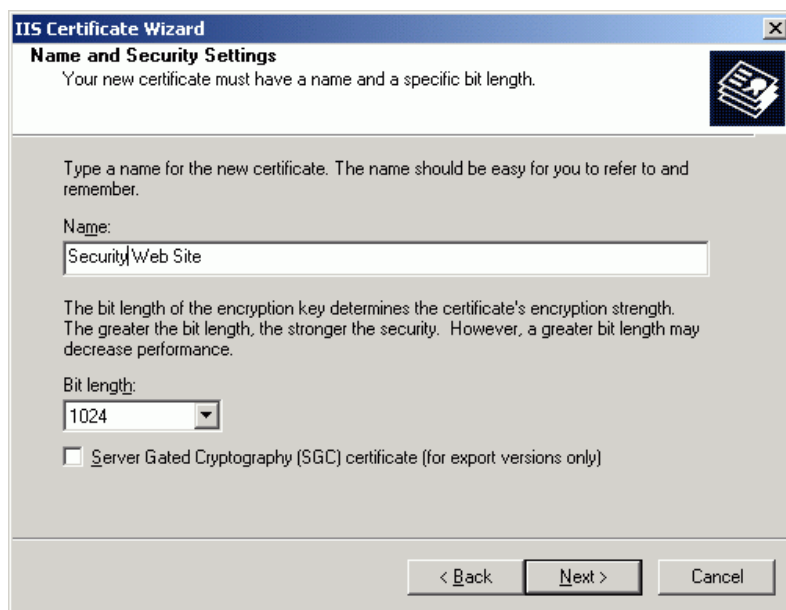 IIS Certificate Wizard
Name and Security Settings
Your new certificate must have a name and a specific bit length.
Type a name for the new certificate. The name should be easy for you to refer to and
remember.
Name:
Security Web Site
The bit length of the encryption key determines the certificate's encryption strength.
The greater the bit length, the stronger the security.  However, a greater bit length may
decrease performance.
Bit length:
1024
Server Gated Cryptography (SGC) certificate (for export versions only)
< Back
Next >
Cancel